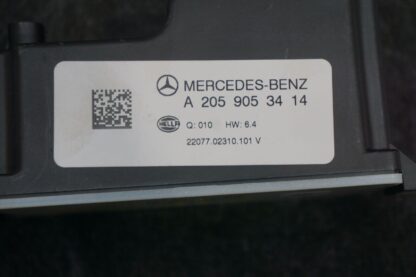 MERCEDES-BENZ
A 205 905 34 14
HELLA
Q: 010 HW: 6.4
22077.02310.101 V